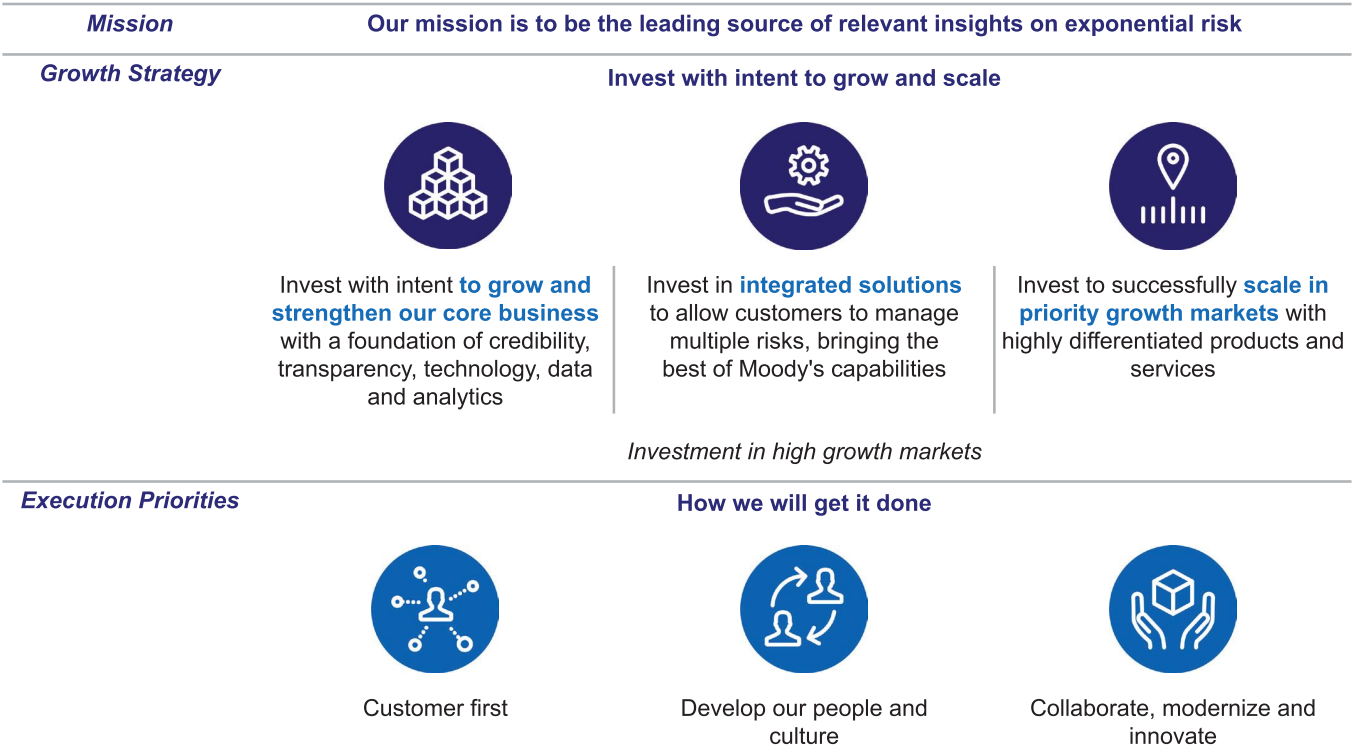 Mission
Our mission is to be the leading source of relevant insights on exponential risk
Growth Strategy
Invest with intent to grow and scale
Invest with intent to grow and
strengthen our core business
with a foundation of credibility,
transparency, technology, data
and analytics
Invest in integrated solutions
to allow customers to manage
multiple risks, bringing the
best of Moody's capabilities
Invest to successfully scale in
priority growth markets with
highly differentiated products and
services
Investment in high growth markets
Execution Priorities
How we will get it done
Customer first
Develop our people and
culture
Collaborate, modernize and
innovate